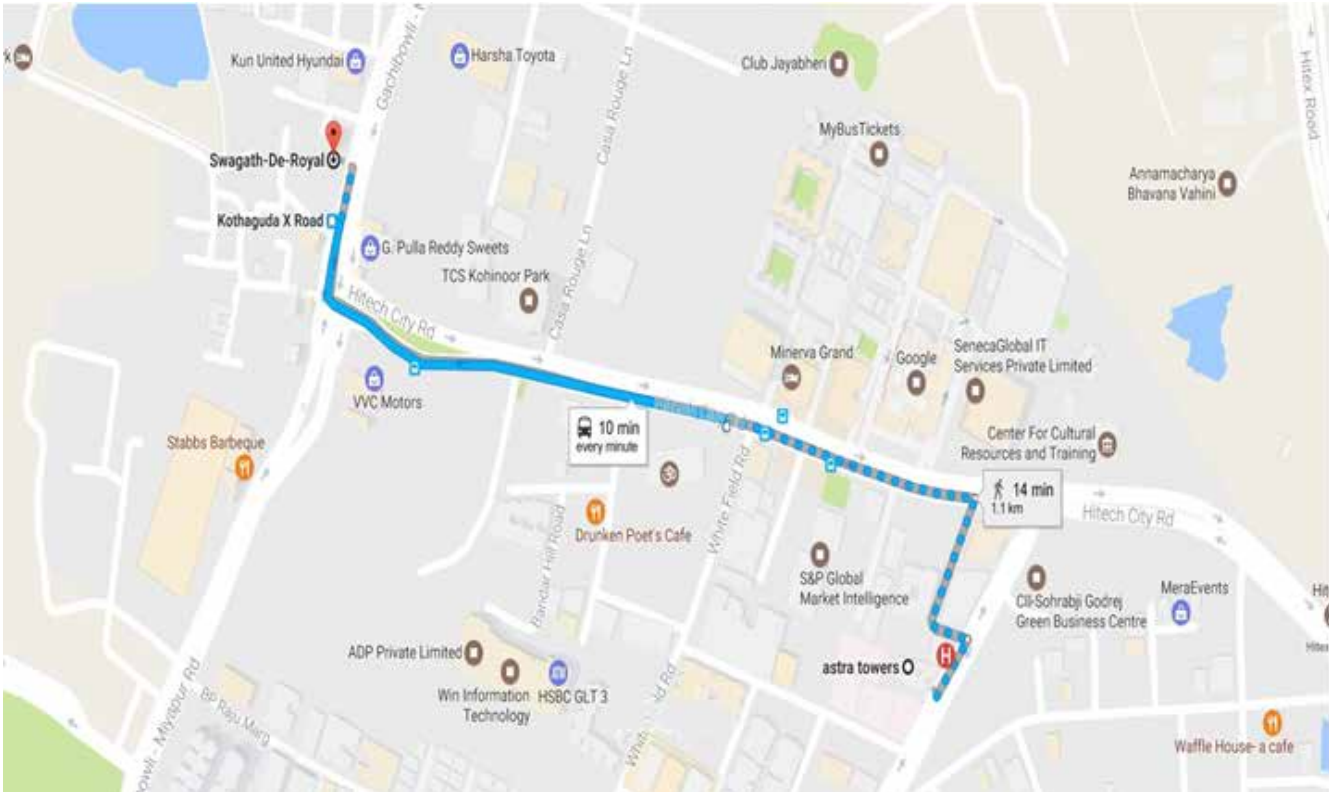 Kun United Hyundai
Harsha Toyota
Gachibowli -
Club Jayabheri
Hitex Road
Casa Rouge Ln
MyBusTickets
Swagath-De-Royal
Annamacharya
Bhavana Vahini
Kothaguda X Road
G. Pulla Reddy Sweets
TCS Kohinoor Park
Casa Rouge Ln
Hitech City Rd
Minerva Grand
Google
SenecaGlobal IT
Services Private Limited
VVC Motors
10 min
every minute
Center For Cultural
Resources and Training
Stabbs Barbeque
14 min
1.1 km
Hitech City Rd
White Field Rd
Drunken Poet's Cafe
Bandar Hill Road
S&P Global
Market Intelligence
CII-Sohrabji Godrej
Green Business Centre
MeraEvents
ADP Private Limited
astra towers
H
Win Information
Technology
HSBC GLT 3
BP Raju Marg
Waffle House- a cafe